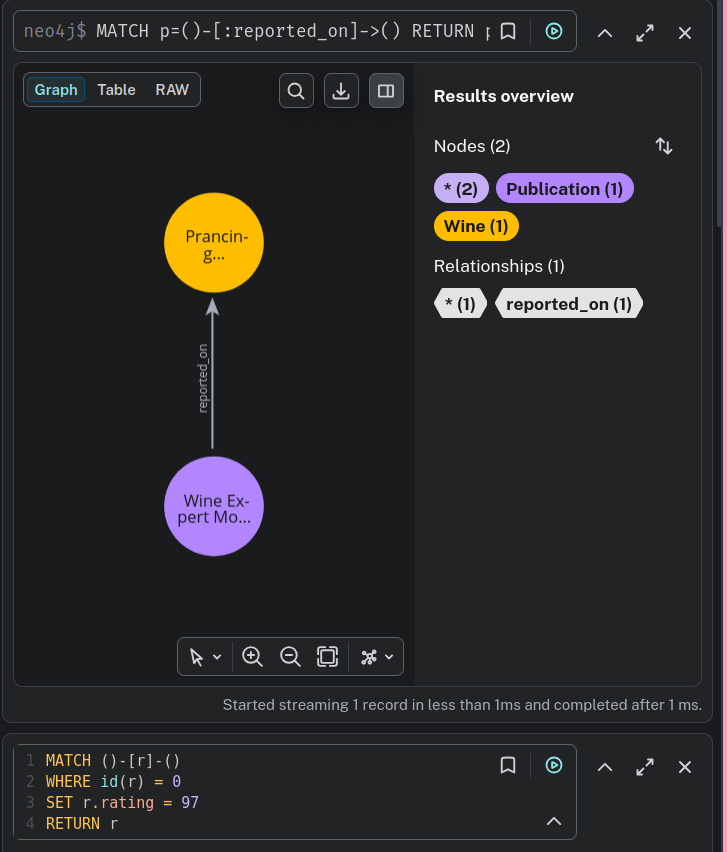 neo4j$ MATCH p=()-[:reported_on]->() RETURN
Graph Table RAW
Results overview
Nodes (2)
* (2) Publication (1)
Wine (1)
Relationships (1)
* (1) reported_on (1)
Prancin-
g...
reported_on
Wine Ex-
pert Mo...
Started streaming 1 record in less than 1ms and completed after 1 ms.
1 MATCH ()-[r]-()
2 WHERE id(r) = 0
3 SET r.rating = 97
4 RETURN r